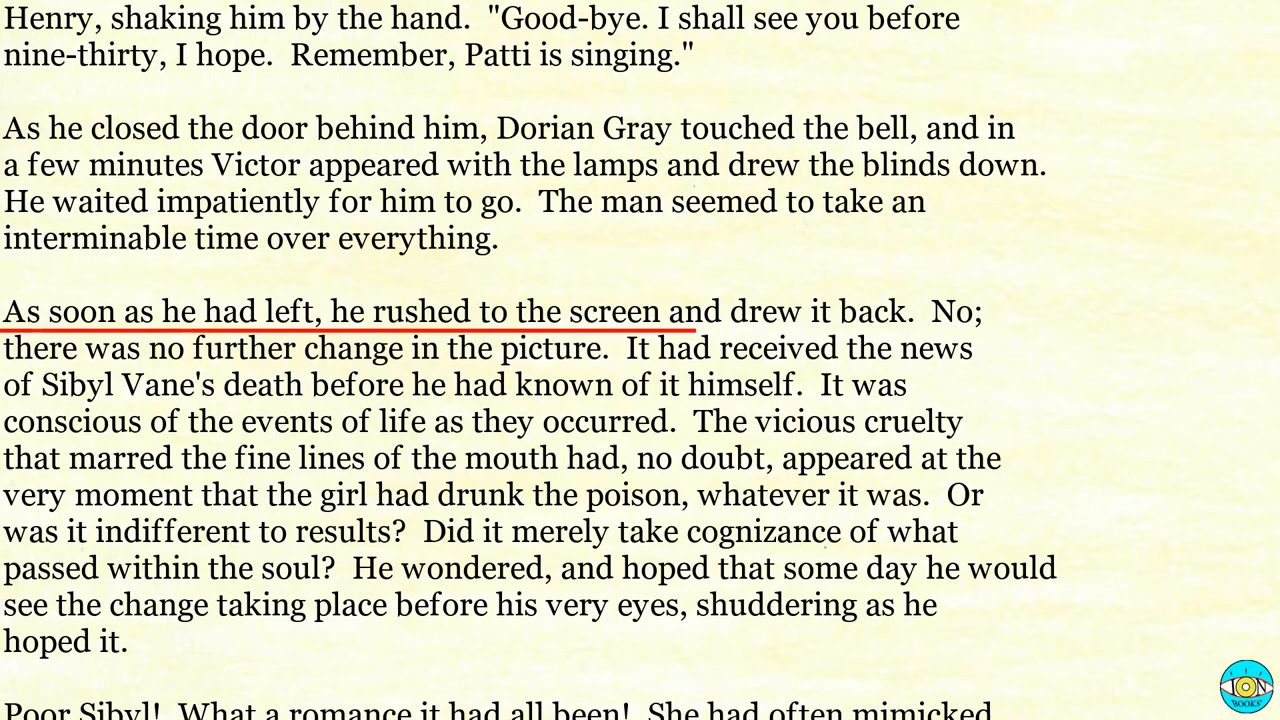 Henry, shaking him by the hand.  "Good-bye. I shall see you before
nine-thirty, I hope.  Remember, Patti is singing."
As he closed the door behind him, Dorian Gray touched the bell, and in
a few minutes Victor appeared with the lamps and drew the blinds down.
He waited impatiently for him to go.  The man seemed to take an
interminable time over everything.
As soon as he had left, he rushed to the screen and drew it back.  No;
there was no further change in the picture.  It had received the news
of Sibyl Vane's death before he had known of it himself.  It was
conscious of the events of life as they occurred.  The vicious cruelty
that marred the fine lines of the mouth had, no doubt, appeared at the
very moment that the girl had drunk the poison, whatever it was.  Or
was it indifferent to results?  Did it merely take cognizance of what
passed within the soul?  He wondered, and hoped that some day he would
see the change taking place before his very eyes, shuddering as he
hoped it.
Poor Sibyl!  What a romance it had all been!  She had often mimicked
ION
BOOKS